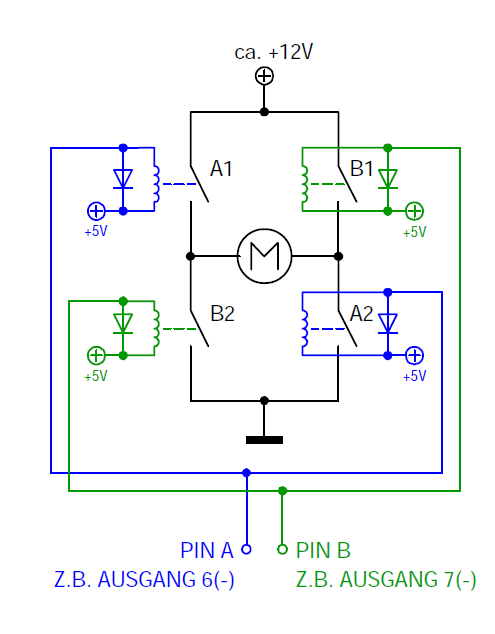 ca. +12V
A1
B1
+5V
+5V
M
B2
A2
+5V
+5V
PIN A
PIN B
Z.B. AUSGANG 6(-)
Z.B. AUSGANG 7(-)